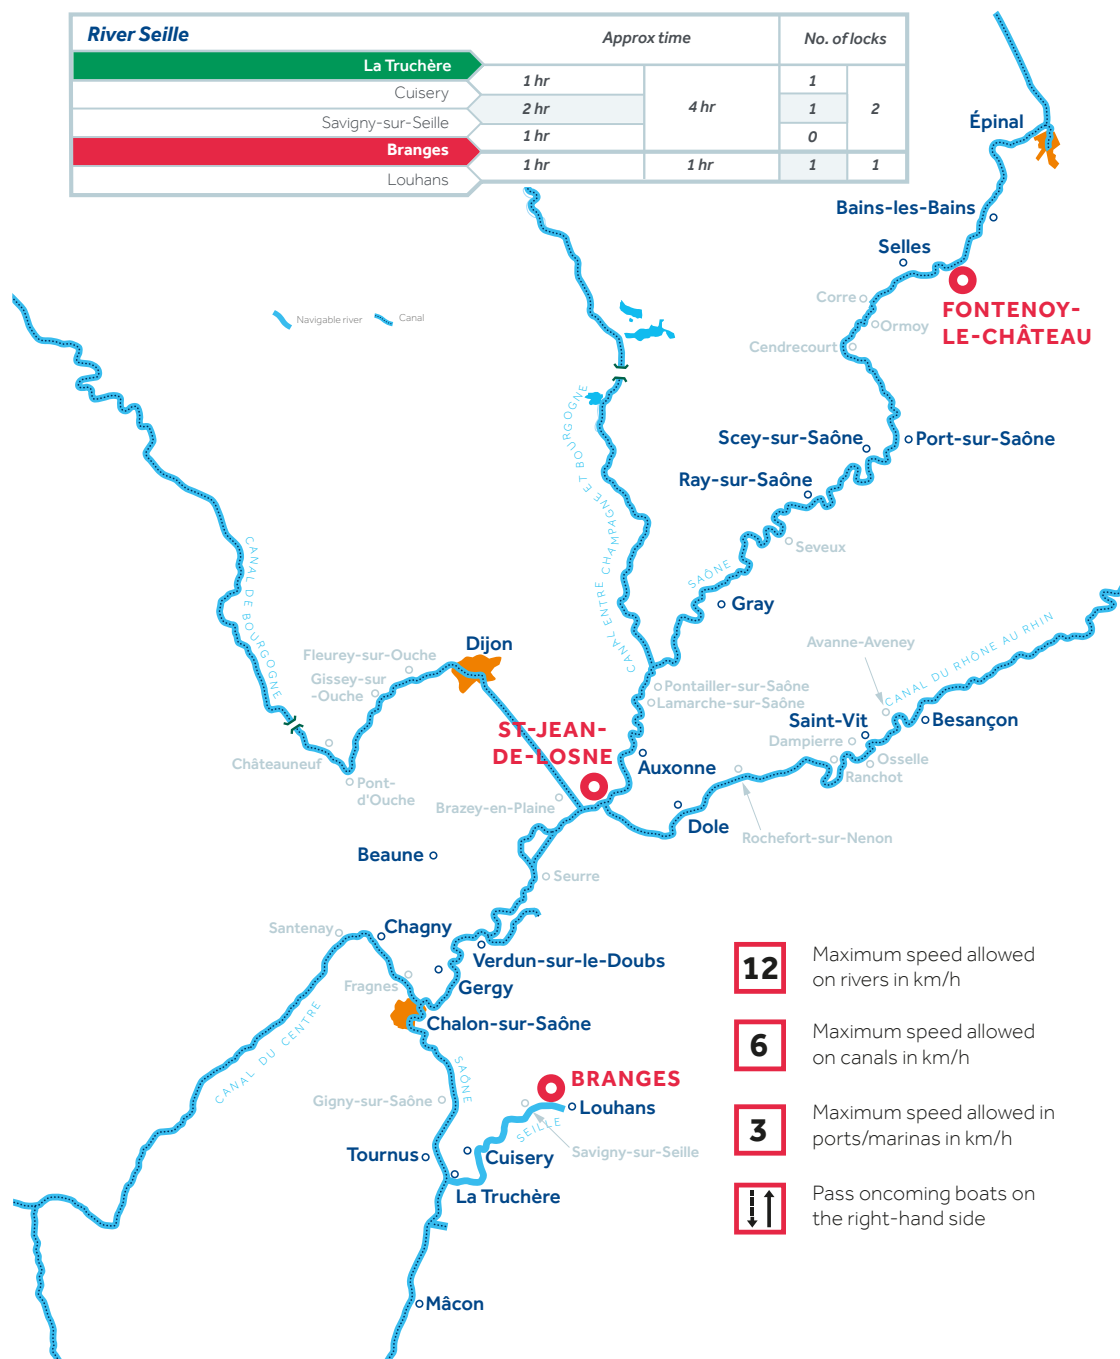 River Seille
Approx time
No. of locks
La Truchère
Cuisery
Savigny-sur-Seille
Branges
Louhans
1 hr
2 hr
1 hr
1 hr
4 hr
1 hr
1
1
0
1
2
1
Épinal
Bains-les-Bains
Selles
FONTENOY-
LE-CHÂTEAU
Corre
Ormoy
Cendrecourt
Navigable river
Canal
CANAL ENTRE CHAMPAGNE ET BOURGOGNE
Scey-sur-Saône
Port-sur-Saône
Ray-sur-Saône
Seveux
SAÔNE
Gray
CANAL DE BOURGOGNE
Dijon
Fleurey-sur-Ouche
Gissey-sur
-Ouche
Châteauneuf
Pont-
d'Ouche
Avanne-Aveney
CANAL DU RHÔNE AU RHIN
Pontailler-sur-Saône
Lamarche-sur-Saône
Saint-Vit
Besançon
Dampierre
Osselle
Ranchot
ST-JEAN-
DE-LOSNE
Auxonne
Brazey-en-Plaine
Dole
Rochefort-sur-Nenon
Beaune
Seurre
Santenay
Chagny
Verdun-sur-le-Doubs
Fragnes
Gergy
Chalon-sur-Saône
CANAL DU CENTRE
SAÔNE
BRANGES
Gigny-sur-Saône
Louhans
SEILLE
Savigny-sur-Seille
Tournus
Cuisery
La Truchère
Mâcon
12
Maximum speed allowed
on rivers in km/h
6
Maximum speed allowed
on canals in km/h
3
Maximum speed allowed in
ports/marinas in km/h
Pass oncoming boats on
the right-hand side